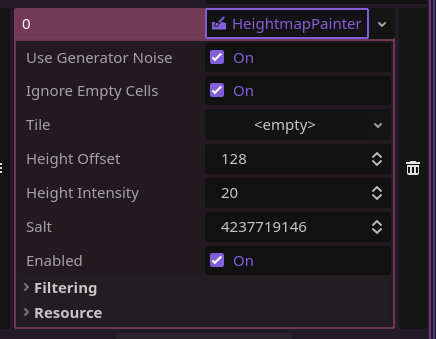 0 HeightmapPainter
Use Generator Noise On
Ignore Empty Cells On
Tile <empty>
Height Offset 128
Height Intensity 20
Salt 4237719146
Enabled On
Filtering
Resource